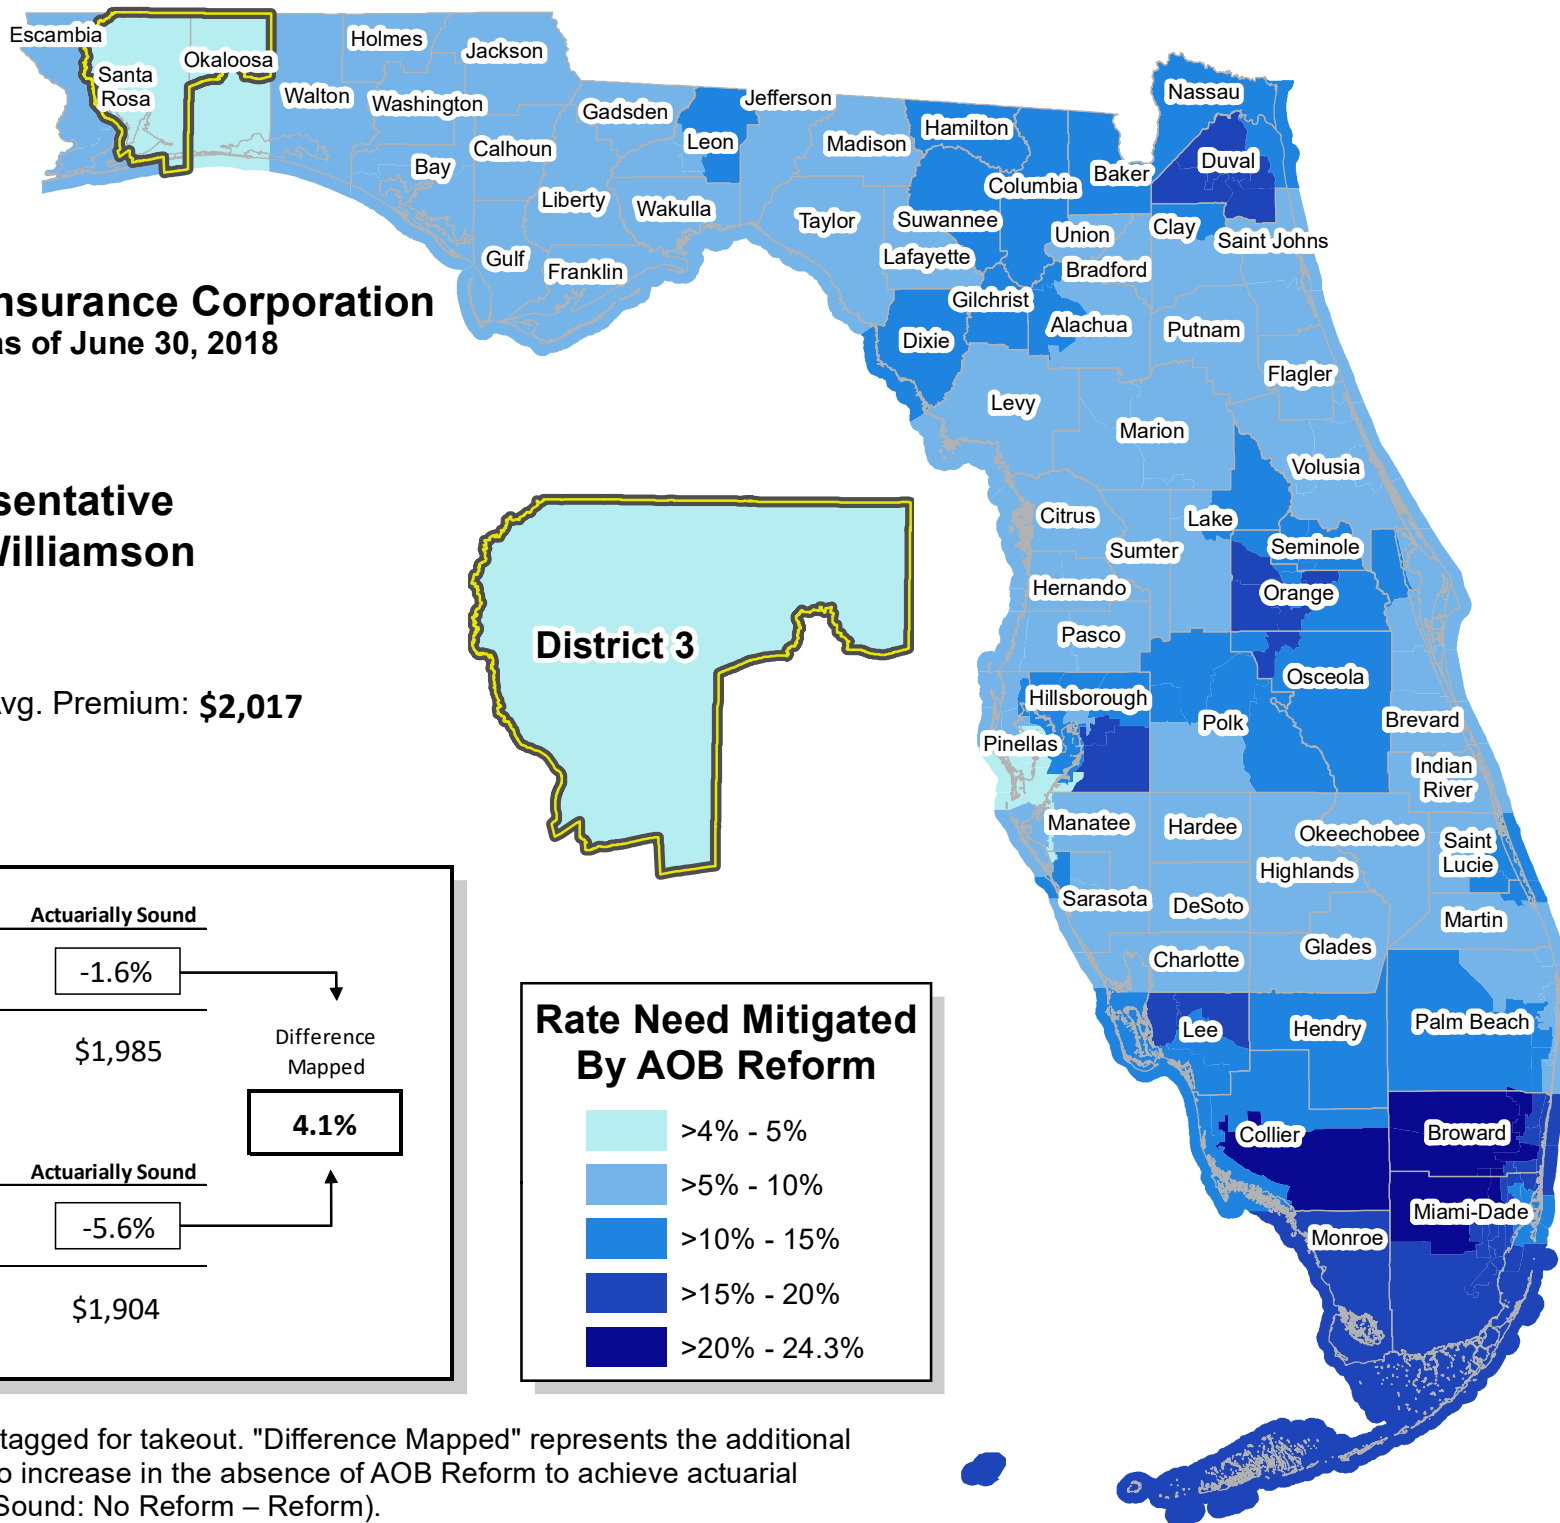 Escambia
Santa
Rosa
Okaloosa
Holmes
Jackson
Walton
Washington
Bay
Calhoun
Gadsden
Liberty
Gulf
Franklin
Leon
Wakulla
Jefferson
Madison
Taylor
Hamilton
Suwannee
Lafayette
Columbia
Baker
Nassau
Duval
Union
Clay
Saint Johns
Bradford
Gilchrist
Dixie
Alachua
Putnam
Flagler
Levy
Marion
Volusia
Citrus
Lake
Sumter
Seminole
Hernando
Orange
Pasco
Osceola
Hillsborough
Polk
Brevard
Pinellas
Indian
River
Manatee
Hardee
Okeechobee
Saint
Lucie
Highlands
Sarasota
DeSoto
Martin
Charlotte
Glades
Lee
Hendry
Palm Beach
Collier
Broward
Miami-Dade
Monroe
nsurance Corporation
as of June 30, 2018
sentative
Williamson
vg. Premium: $2,017
District 3
Actuarially Sound
-1.6%
$1,985
Difference
Mapped
4.1%
Actuarially Sound
-5.6%
$1,904
Rate Need Mitigated
By AOB Reform
>4% - 5%
>5% - 10%
>10% - 15%
>15% - 20%
>20% - 24.3%
tagged for takeout. "Difference Mapped" represents the additional
o increase in the absence of AOB Reform to achieve actuarial
Sound: No Reform – Reform).